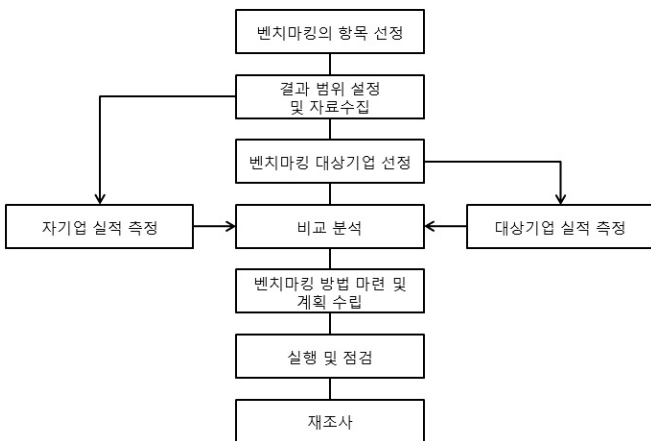 벤치마킹의 항목 선정
결과 범위 설정
및 자료수집
벤치마킹 대상기업 선정
자기업 실적 측정
비교 분석
대상기업 실적 측정
벤치마킹 방법 마련 및
계획 수립
실행 및 점검
재조사